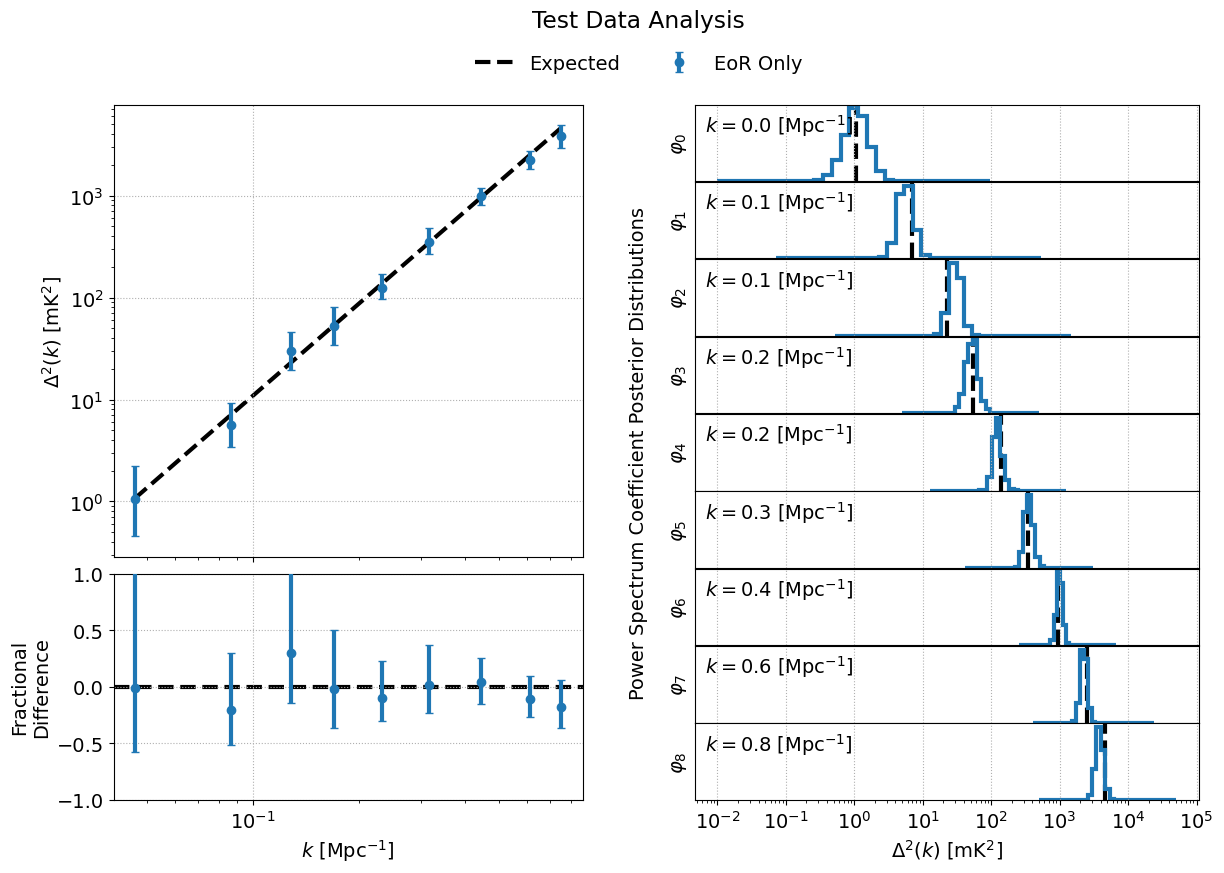 Test Data Analysis
Expected
EoR Only
Δ²(k) [mK²]
10³
10²
10¹
10⁰
Fractional
Difference
1.0
0.5
0.0
−0.5
−1.0
10⁻¹
k [Mpc⁻¹]
Power Spectrum Coefficient Posterior Distributions
φ₀
k = 0.0 [Mpc⁻¹]
φ₁
k = 0.1 [Mpc⁻¹]
φ₂
k = 0.1 [Mpc⁻¹]
φ₃
k = 0.2 [Mpc⁻¹]
φ₄
k = 0.2 [Mpc⁻¹]
φ₅
k = 0.3 [Mpc⁻¹]
φ₆
k = 0.4 [Mpc⁻¹]
φ₇
k = 0.6 [Mpc⁻¹]
φ₈
k = 0.8 [Mpc⁻¹]
10⁻² 10⁻¹ 10⁰ 10¹ 10² 10³ 10⁴ 10⁵
Δ²(k) [mK²]